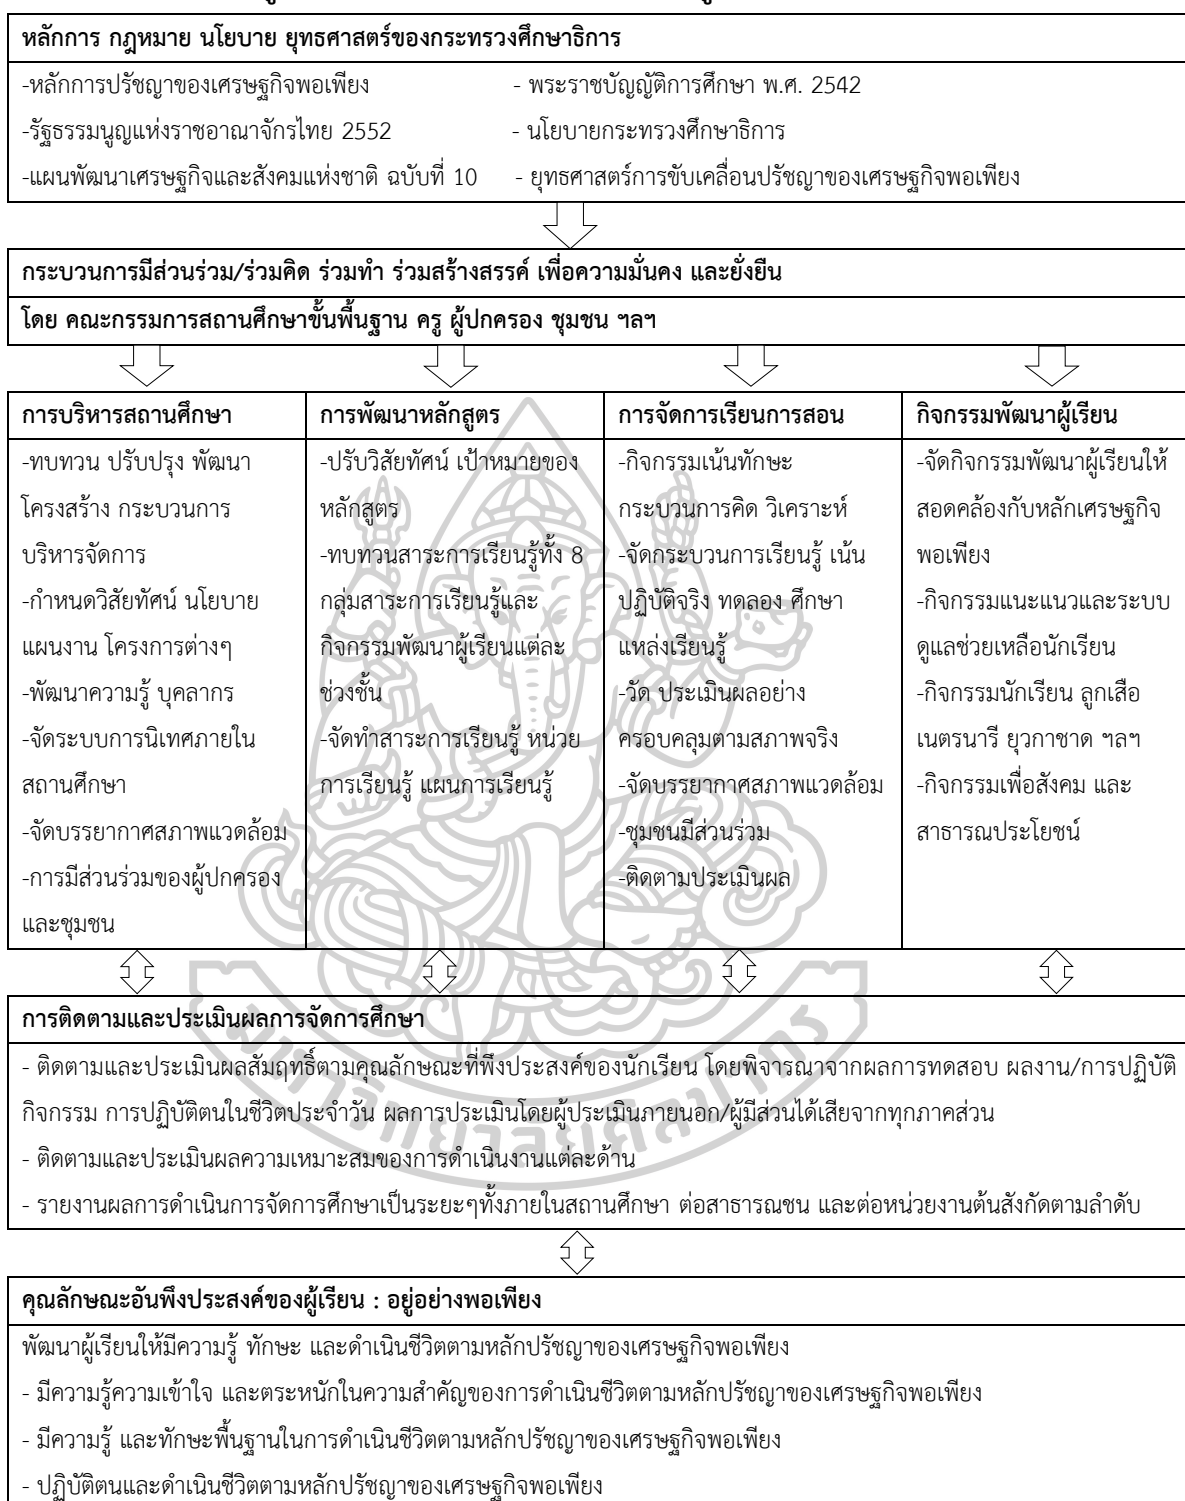 หลักการ กฎหมาย นโยบาย ยุทธศาสตร์ของกระทรวงศึกษาธิการ
-หลักการปรัชญาของเศรษฐกิจพอเพียง - พระราชบัญญัติการศึกษา พ.ศ. 2542
-รัฐธรรมนูญแห่งราชอาณาจักรไทย 2552 - นโยบายกระทรวงศึกษาธิการ
-แผนพัฒนาเศรษฐกิจและสังคมแห่งชาติ ฉบับที่ 10 - ยุทธศาสตร์การขับเคลื่อนปรัชญาของเศรษฐกิจพอเพียง
กระบวนการมีส่วนร่วม/ร่วมคิด ร่วมทำ ร่วมสร้างสรรค์ เพื่อความมั่นคง และยั่งยืน
โดย คณะกรรมการสถานศึกษาขั้นพื้นฐาน ครู ผู้ปกครอง ชุมชน ฯลฯ
การบริหารสถานศึกษา
-ทบทวน ปรับปรุง พัฒนา
โครงสร้าง กระบวนการ
บริหารจัดการ
-กำหนดวิสัยทัศน์ นโยบาย
แผนงาน โครงการต่างๆ
-พัฒนาความรู้ บุคลากร
-จัดระบบการนิเทศภายใน
สถานศึกษา
-จัดบรรยากาศสภาพแวดล้อม
-การมีส่วนร่วมของผู้ปกครอง
และชุมชน
การพัฒนาหลักสูตร
-ปรับวิสัยทัศน์ เป้าหมายของ
หลักสูตร
-ทบทวนสาระการเรียนรู้ทั้ง 8
กลุ่มสาระการเรียนรู้และ
กิจกรรมพัฒนาผู้เรียนแต่ละ
ช่วงชั้น
-จัดทำสาระการเรียนรู้ หน่วย
การเรียนรู้ แผนการเรียนรู้
การจัดการเรียนการสอน
-กิจกรรมเน้นทักษะ
กระบวนการคิด วิเคราะห์
-จัดกระบวนการเรียนรู้ เน้น
ปฏิบัติจริง ทดลอง ศึกษา
แหล่งเรียนรู้
-วัด ประเมินผลอย่าง
ครอบคลุมตามสภาพจริง
-จัดบรรยากาศสภาพแวดล้อม
-ชุมชนมีส่วนร่วม
-ติดตามประเมินผล
กิจกรรมพัฒนาผู้เรียน
-จัดกิจกรรมพัฒนาผู้เรียนให้
สอดคล้องกับหลักเศรษฐกิจ
พอเพียง
-กิจกรรมแนะแนวและระบบ
ดูแลช่วยเหลือนักเรียน
-กิจกรรมนักเรียน ลูกเสือ
เนตรนารี ยุวกาชาด ฯลฯ
-กิจกรรมเพื่อสังคม และ
สาธารณประโยชน์
การติดตามและประเมินผลการจัดการศึกษา
- ติดตามและประเมินผลสัมฤทธิ์ตามคุณลักษณะที่พึงประสงค์ของนักเรียน โดยพิจารณาจากผลการทดสอบ ผลงาน/การปฏิบัติ
กิจกรรม การปฏิบัติตนในชีวิตประจำวัน ผลการประเมินโดยผู้ประเมินภายนอก/ผู้มีส่วนได้เสียจากทุกภาคส่วน
- ติดตามและประเมินผลความเหมาะสมของการดำเนินงานแต่ละด้าน
- รายงานผลการดำเนินการจัดการศึกษาเป็นระยะๆทั้งภายในสถานศึกษา ต่อสาธารณชน และต่อหน่วยงานต้นสังกัดตามลำดับ
มหาวิทยาลัยศิลปากร
คุณลักษณะอันพึงประสงค์ของผู้เรียน : อยู่อย่างพอเพียง
พัฒนาผู้เรียนให้มีความรู้ ทักษะ และดำเนินชีวิตตามหลักปรัชญาของเศรษฐกิจพอเพียง
- มีความรู้ความเข้าใจ และตระหนักในความสำคัญของการดำเนินชีวิตตามหลักปรัชญาของเศรษฐกิจพอเพียง
- มีความรู้ และทักษะพื้นฐานในการดำเนินชีวิตตามหลักปรัชญาของเศรษฐกิจพอเพียง
- ปฏิบัติตนและดำเนินชีวิตตามหลักปรัชญาของเศรษฐกิจพอเพียง